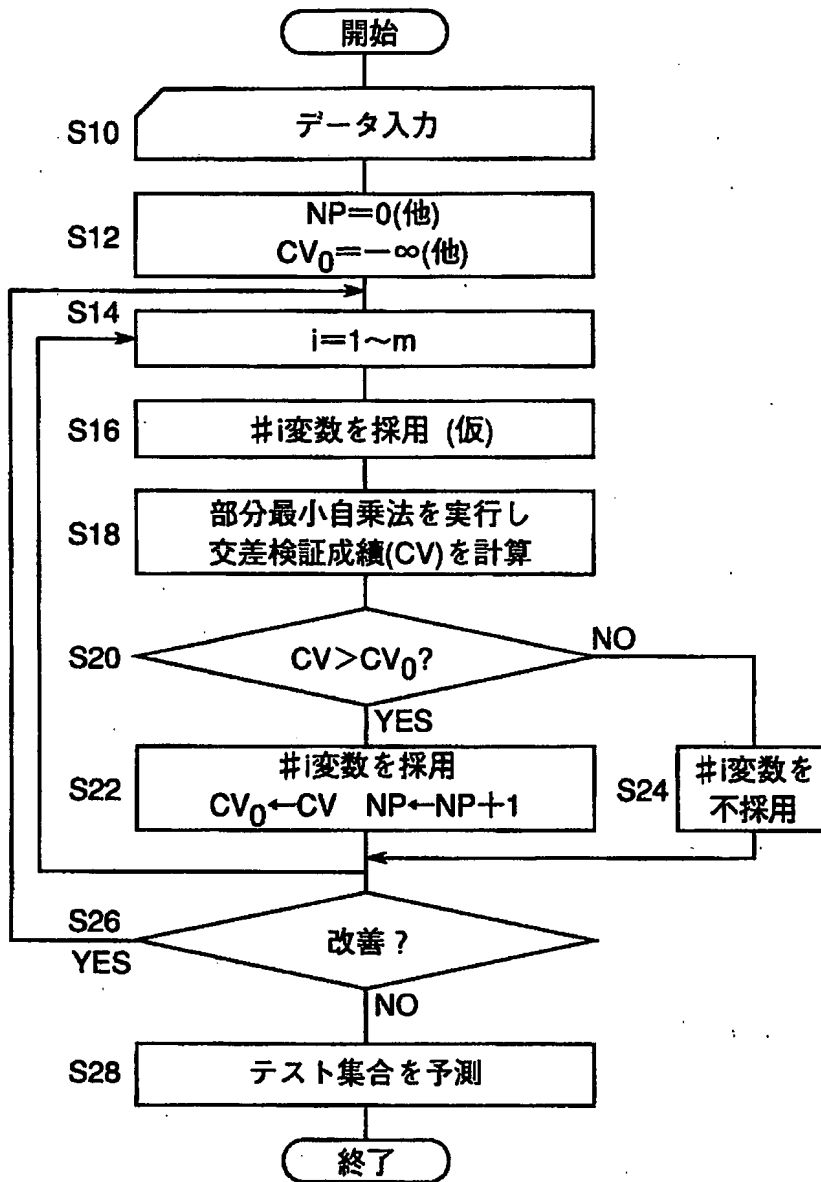 開始
S10
データ入力
S12
NP=0(他)
CV0=-∞(他)
S14
i=1~m
S16
#i変数を採用 (仮)
S18
部分最小自乗法を実行し
交差検証成績(CV)を計算
S20
CV>CV0?
NO
YES
S22
#i変数を採用
CV0←CV NP←NP+1
S24
#i変数を
不採用
S26
YES
改善?
NO
S28
テスト集合を予測
終了